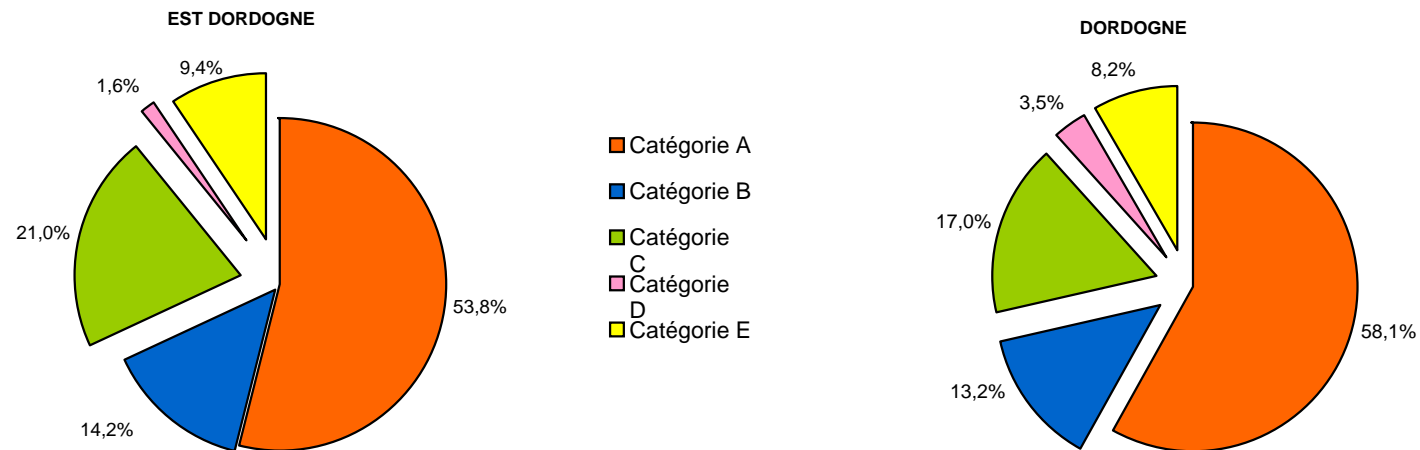 EST DORDOGNE
9,4%
1,6%
21,0%
53,8%
14,2%
Catégorie A
Catégorie B
Catégorie
C
Catégorie
D
Catégorie E
DORDOGNE
8,2%
3,5%
17,0%
58,1%
13,2%